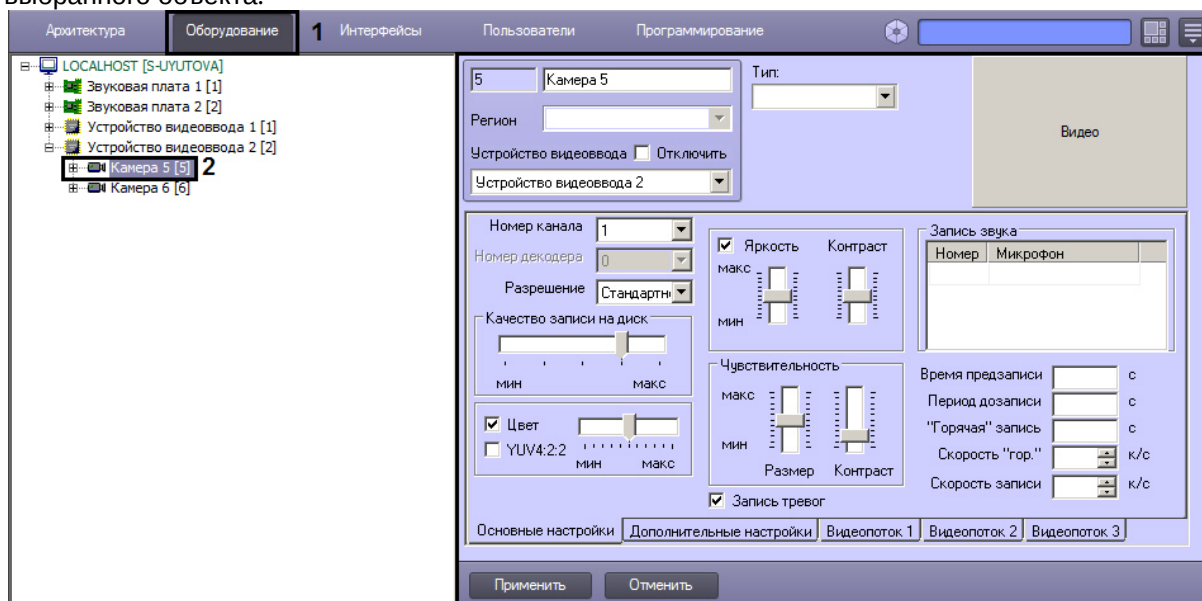 выбранного объекта.
Архитектура Оборудование 1 Интерфейсы Пользователи Программирование
LOCALHOST [S-UYUTOVA]
Звуковая плата 1 [1]
Звуковая плата 2 [2]
Устройство видеоввода 1 [1]
Устройство видеоввода 2 [2]
Камера 5 [5] 2
Камера 6 [6]
5 Камера 5
Тип:
Регион
Устройство видеоввода Отключить
Устройство видеоввода 2
Видео
Номер канала 1
Номер декодера 0
Разрешение Стандартн
Качество записи на диск
мин макс
Цвет
YUV4:2:2
мин макс
Яркость Контраст
макс
мин
Чувствительность
макс
мин
Размер Контраст
Запись тревог
Запись звука
Номер Микрофон
Время предзаписи с
Период дозаписи с
"Горячая" запись с
Скорость "гор." к/с
Скорость записи к/с
Основные настройки Дополнительные настройки Видеопоток 1 Видеопоток 2 Видеопоток 3
Применить Отменить